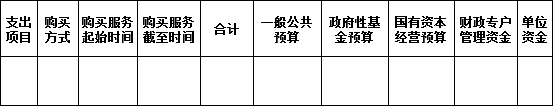 支出 购买 购买服务 购买服务 合计 一般公共 政府性基 国有资本 财政专户 单位
项目 方式 起始时间 截至时间 预算 金预算 经营预算 管理资金 资金